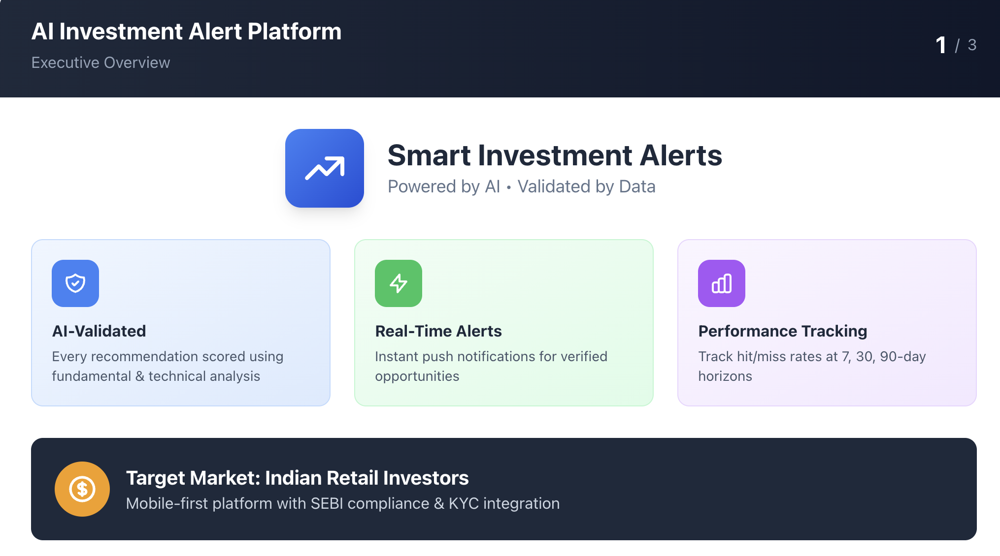 AI Investment Alert Platform
Executive Overview
1 / 3
Smart Investment Alerts
Powered by AI • Validated by Data
AI-Validated
Every recommendation scored using
fundamental & technical analysis
Real-Time Alerts
Instant push notifications for verified
opportunities
Performance Tracking
Track hit/miss rates at 7, 30, 90-day
horizons
Target Market: Indian Retail Investors
Mobile-first platform with SEBI compliance & KYC integration